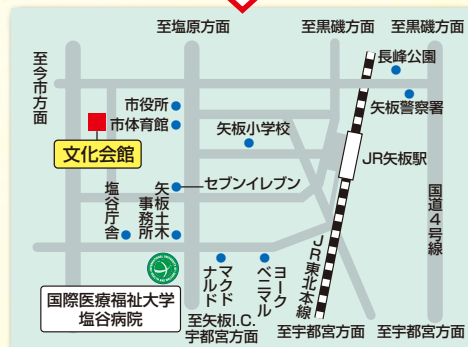 至塩原方面
至黒磯方面
至黒磯方面
至今市方面
長峰公園
市役所
市体育館
矢板警察署
矢板小学校
文化会館
JR矢板駅
セブンイレブン
塩谷庁舎
矢板土木
事務所
国道4号線
JR東北本線
マクド
ナルド
ヨーク
ベニマル
国際医療福祉大学
塩谷病院
至矢板I.C.
宇都宮方面
至宇都宮方面
至宇都宮方面